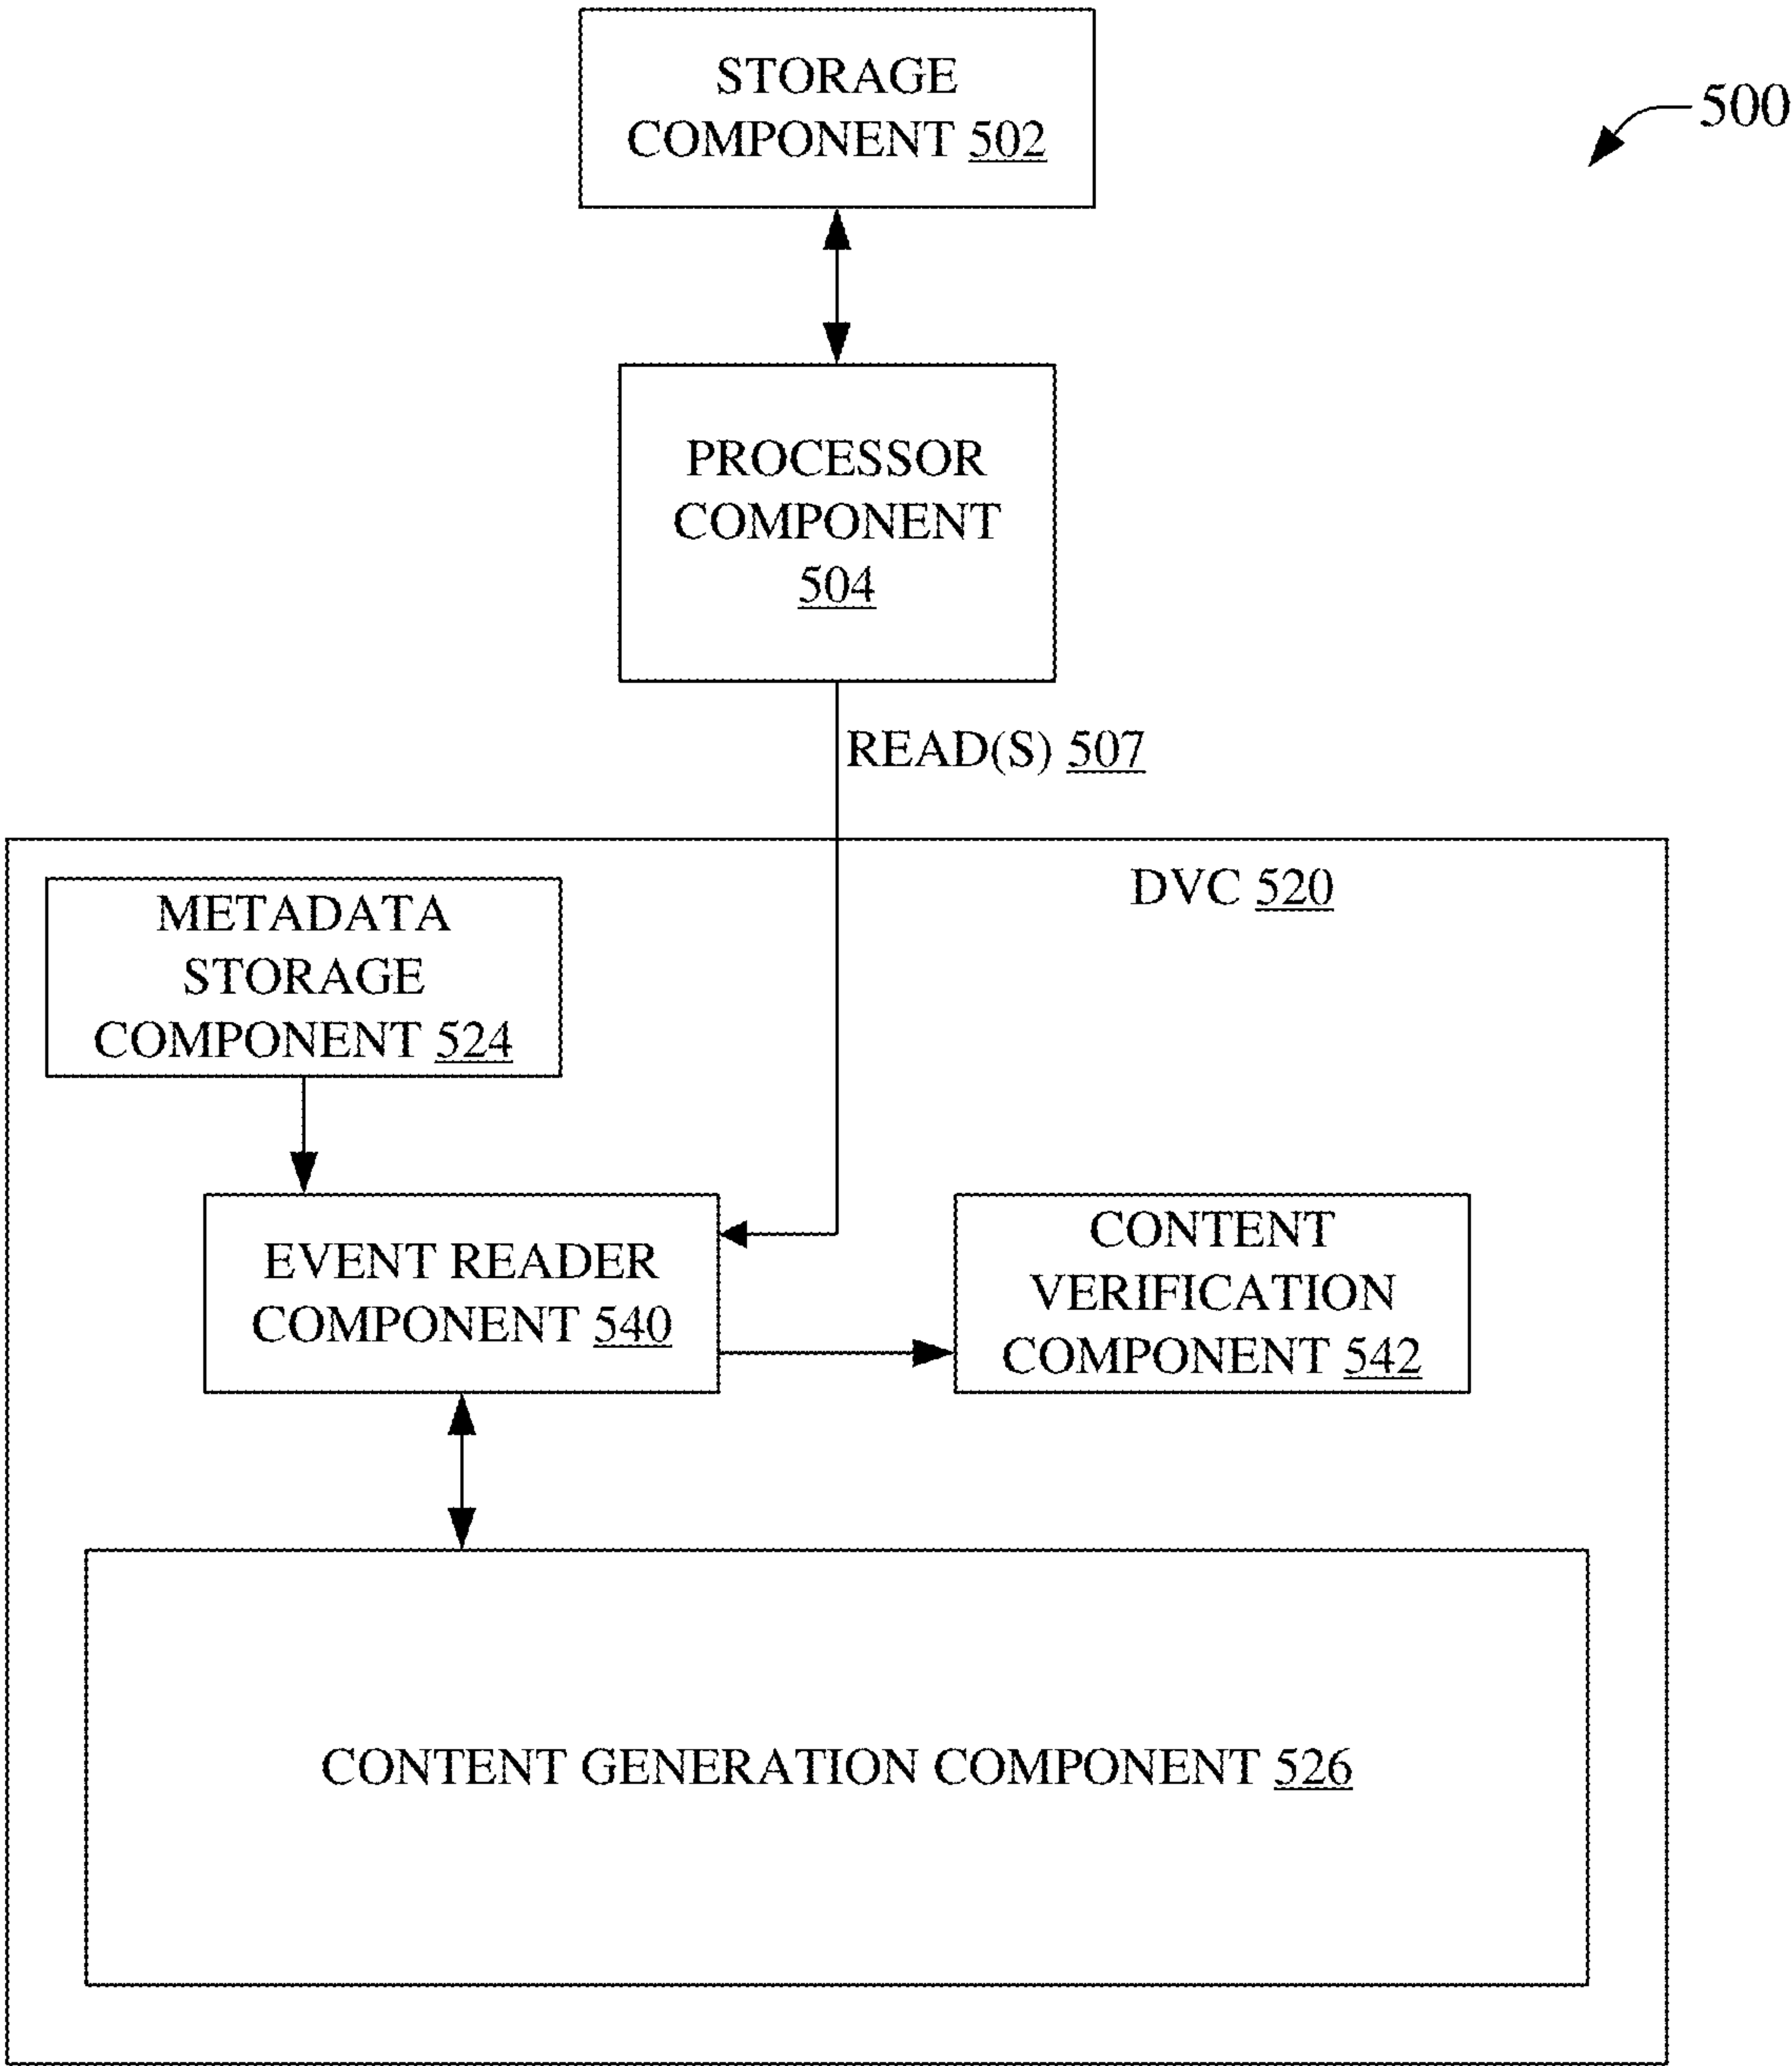 STORAGE
COMPONENT 502
500
PROCESSOR
COMPONENT
504
READ(S) 507
DVC 520
METADATA
STORAGE
COMPONENT 524
EVENT READER
COMPONENT 540
CONTENT
VERIFICATION
COMPONENT 542
CONTENT GENERATION COMPONENT 526